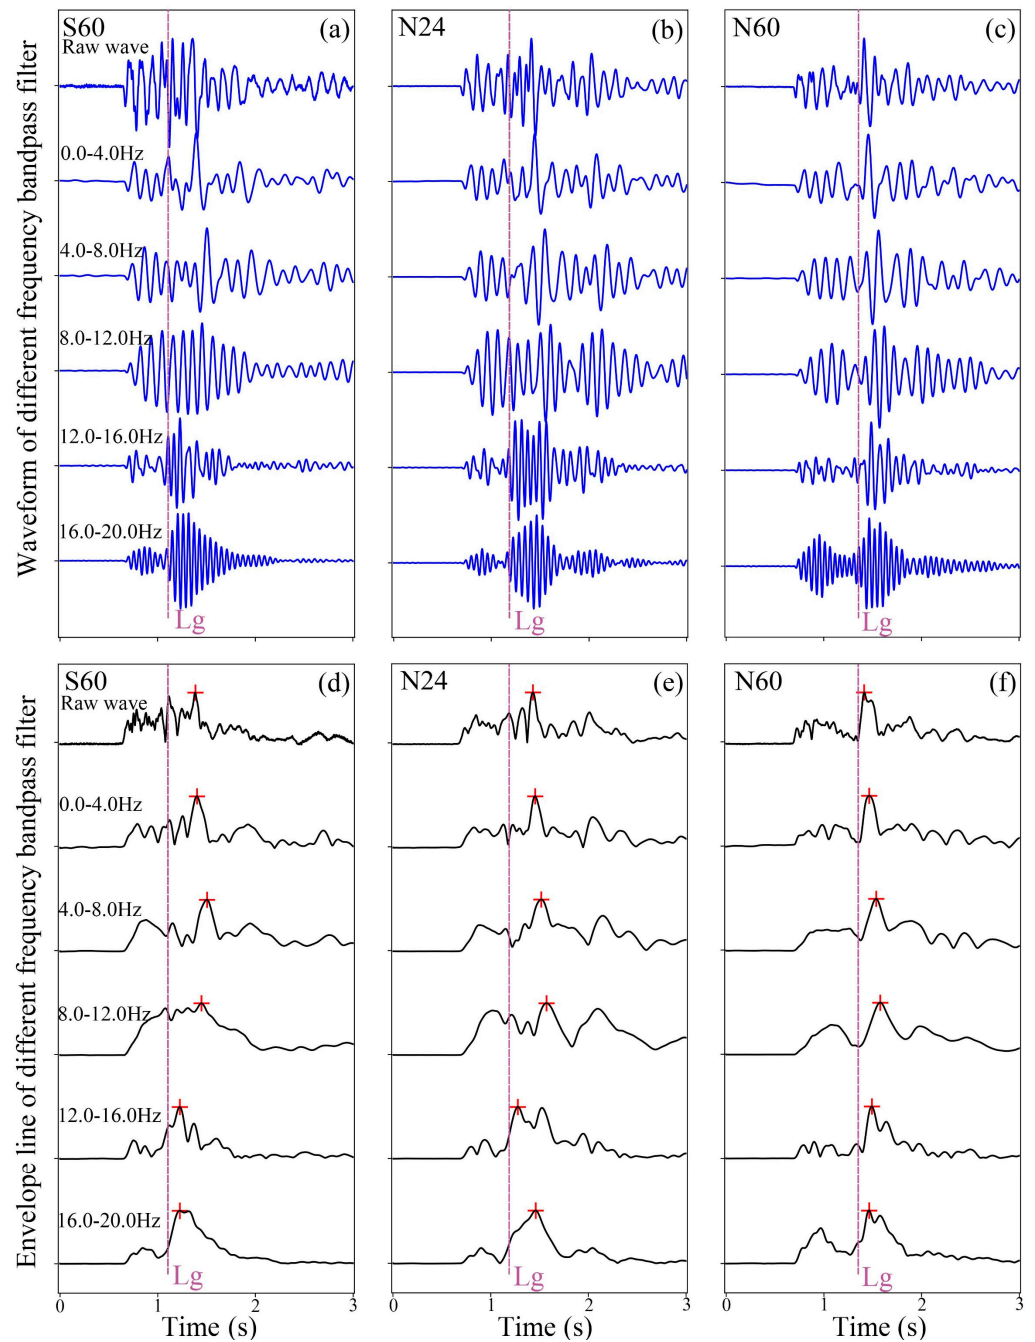 Waveform of different frequency bandpass filter
S60
(a)
Raw wave
0.0-4.0Hz
4.0-8.0Hz
8.0-12.0Hz
12.0-16.0Hz
16.0-20.0Hz
Lg
N24
(b)
Lg
N60
(c)
Lg
Envelope line of different frequency bandpass filter
S60
(d)
Raw wave
0.0-4.0Hz
4.0-8.0Hz
8.0-12.0Hz
12.0-16.0Hz
16.0-20.0Hz
Lg
0 1 2 3
Time (s)
N24
(e)
Lg
0 1 2 3
Time (s)
N60
(f)
Lg
0 1 2 3
Time (s)